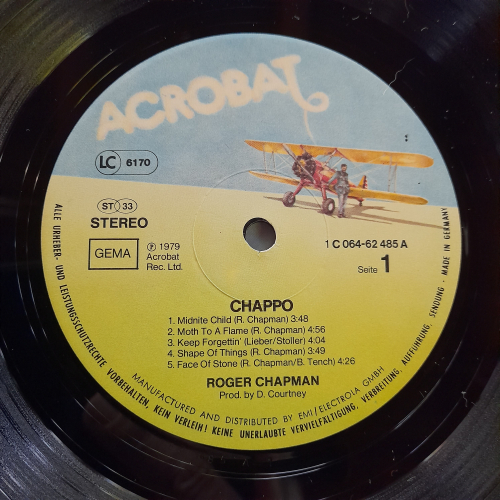 ACROBAT
LC 6170
ST 33
STEREO
GEMA
℗ 1979
Acrobat
Rec. Ltd.
1 C 064-62 485 A
Seite 1
CHAPPO
1. Midnite Child (R. Chapman) 3:48
2. Moth To A Flame (R. Chapman) 4:56
3. Keep Forgettin' (Lieber/Stoller) 4:04
4. Shape Of Things (R. Chapman) 3:49
5. Face Of Stone (R. Chapman/B. Tench) 4:26
ROGER CHAPMAN
Prod. by D. Courtney
MANUFACTURED AND DISTRIBUTED BY EMI/ELECTROLA GMBH
ALLE URHEBER- UND LEISTUNGSSCHUTZRECHTE VORBEHALTEN, KEIN VERLEIH! KEINE UNERLAUBTE VERVIELFÄLTIGUNG, VERBREITUNG, AUFFÜHRUNG, SENDUNG · MADE IN GERMANY